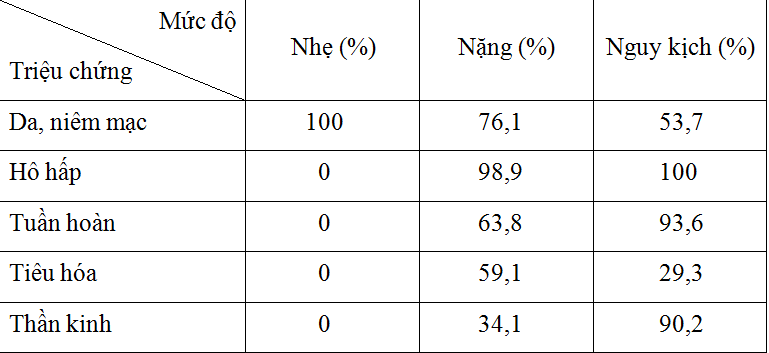 Mức độ
Triệu chứng
Nhẹ (%)
Nặng (%)
Nguy kịch (%)
Da, niêm mạc 100 76,1 53,7
Hô hấp 0 98,9 100
Tuần hoàn 0 63,8 93,6
Tiêu hóa 0 59,1 29,3
Thần kinh 0 34,1 90,2